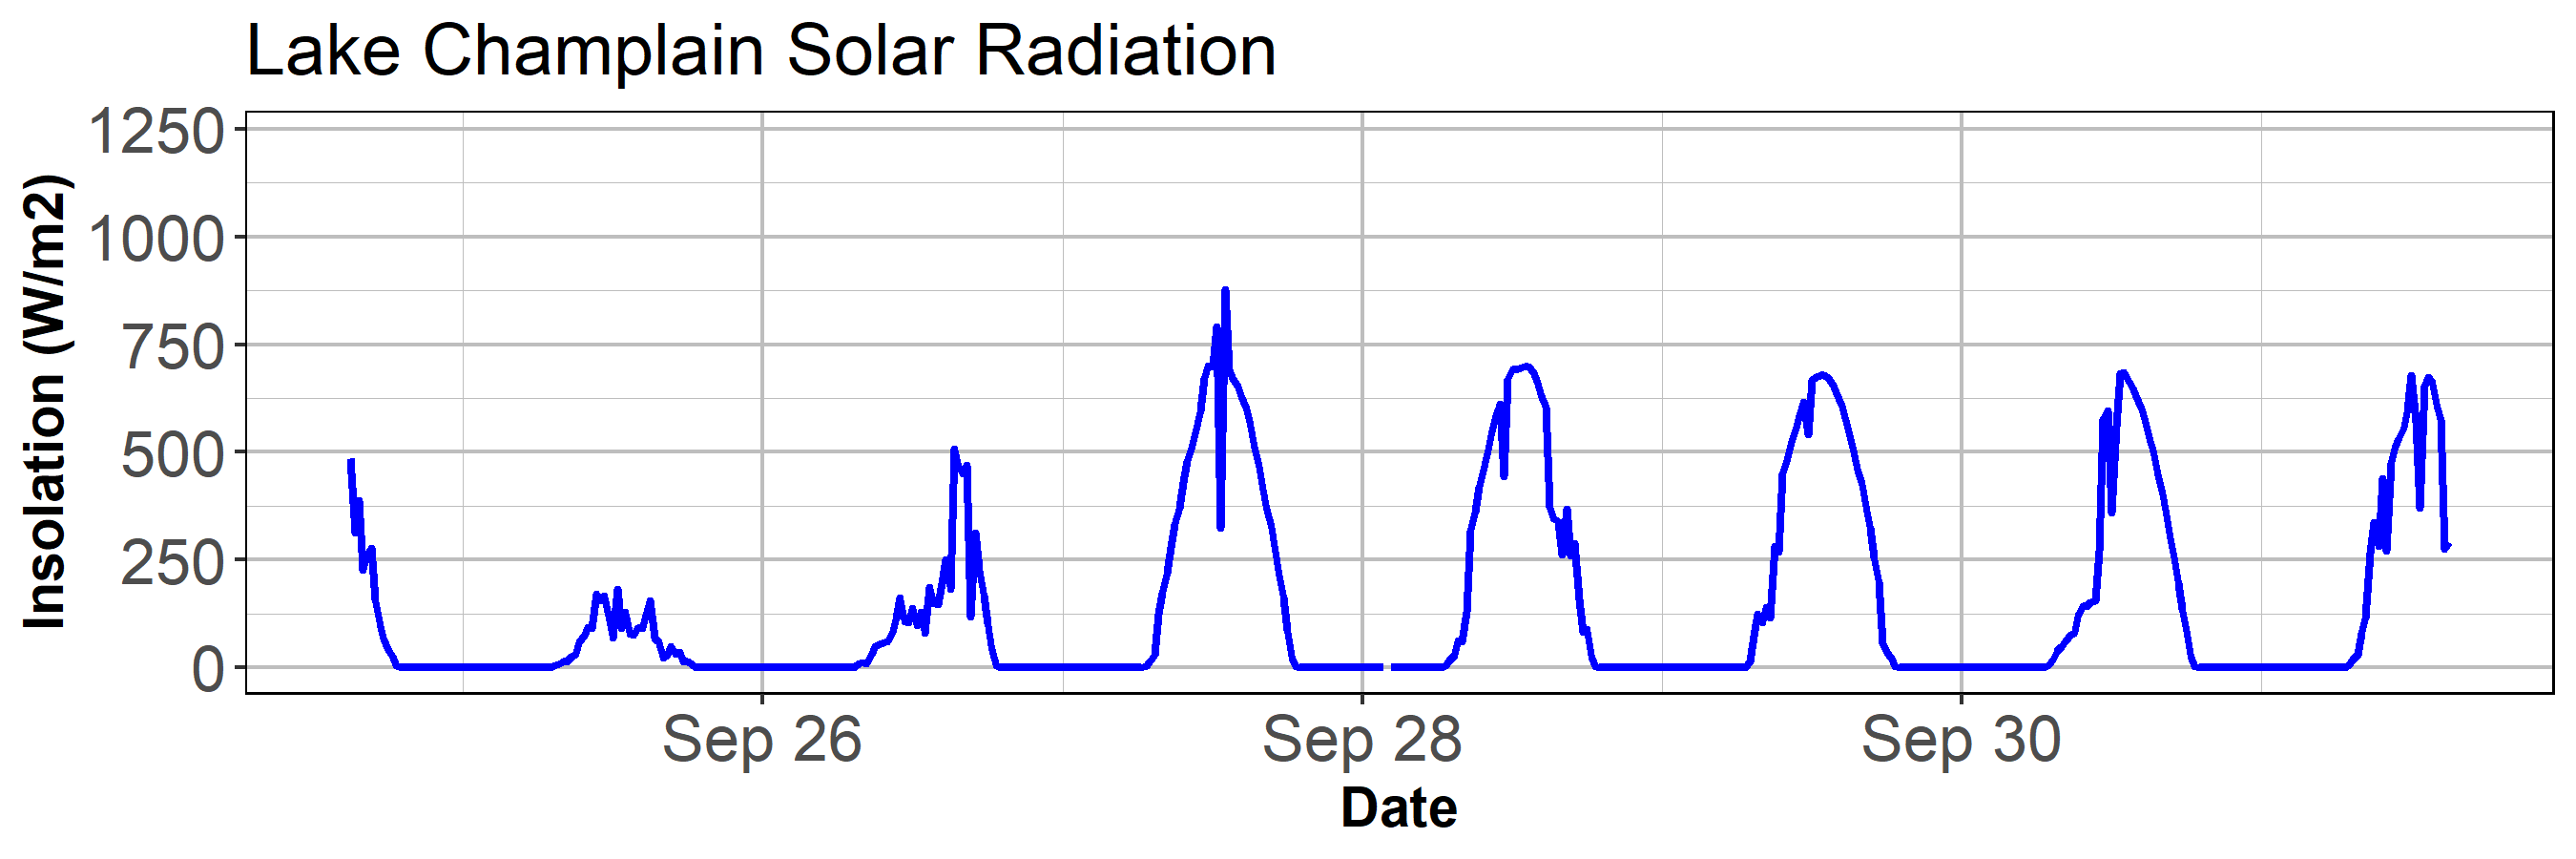 Lake Champlain Solar Radiation
1250
1000
750
500
250
0
Insolation (W/m2)
Sep 26 Sep 28 Sep 30
Date